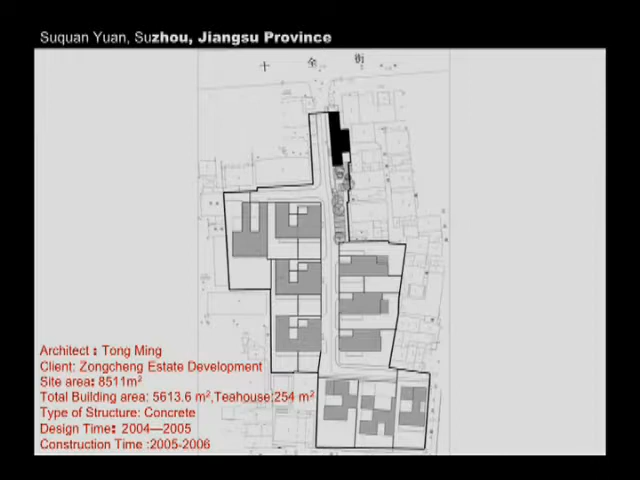 Suquan Yuan, Suzhou, Jiangsu Province
十 全 街
Architect : Tong Ming
Client: Zongcheng Estate Development
Site area: 8511m²
Total Building area: 5613.6 m²,Teahouse:254 m²
Type of Structure: Concrete
Design Time: 2004—2005
Construction Time :2005-2006